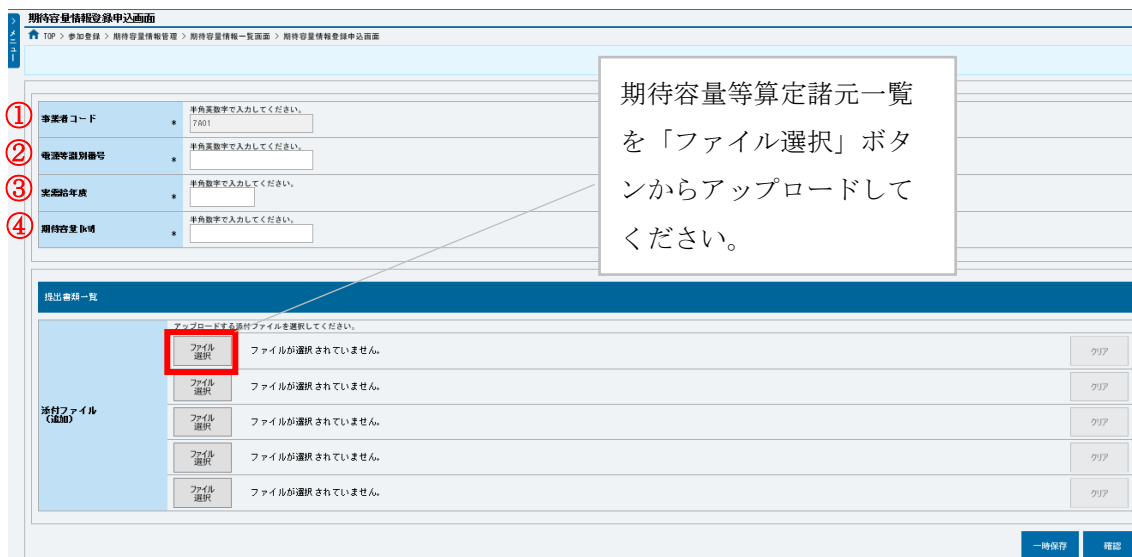 期待容量情報登録申込画面
>
メニュー
TOP > 参加登録 > 期待容量情報管理 > 期待容量情報一覧画面 > 期待容量情報登録申込画面
期待容量等算定諸元一覧
を「ファイル選択」ボタ
ンからアップロードして
ください。
① 事業者コード * 半角英数字で入力してください。
7A01
② 電源等識別番号 * 半角英数字で入力してください。
③ 実需給年度 * 半角数字で入力してください。
④ 期待容量[kW] * 半角数字で入力してください。
提出書類一覧
アップロードする添付ファイルを選択してください。
添付ファイル
(追加)
ファイル
選択
ファイルが選択されていません。
クリア
ファイル
選択
ファイルが選択されていません。
クリア
ファイル
選択
ファイルが選択されていません。
クリア
ファイル
選択
ファイルが選択されていません。
クリア
ファイル
選択
ファイルが選択されていません。
クリア
一時保存 確認